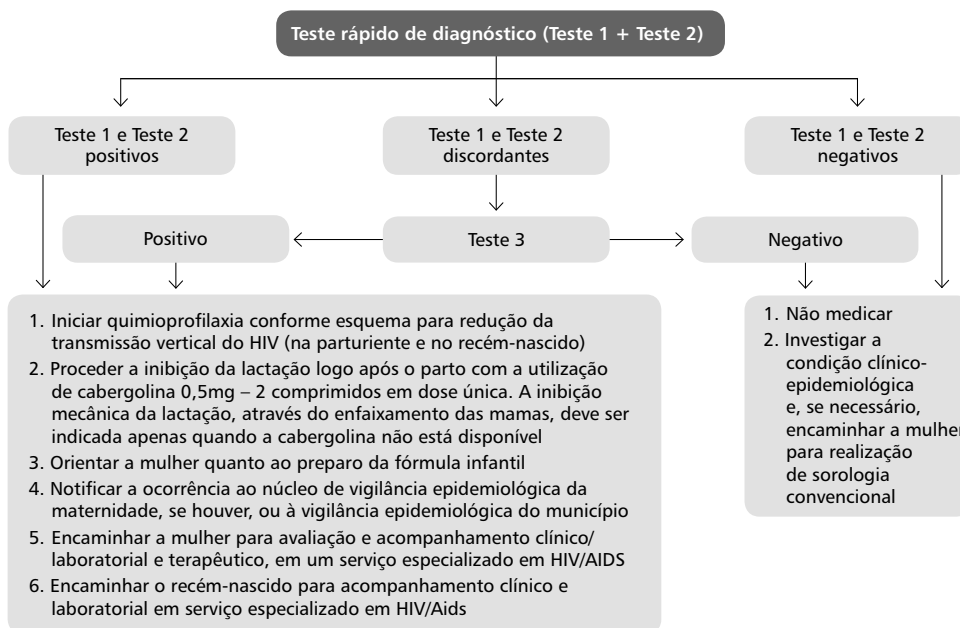 Teste rápido de diagnóstico (Teste 1 + Teste 2)
Teste 1 e Teste 2
positivos
Teste 1 e Teste 2
discordantes
Teste 1 e Teste 2
negativos
Positivo
Teste 3
Negativo
1. Iniciar quimioprofilaxia conforme esquema para redução da
transmissão vertical do HIV (na parturiente e no recém-nascido)
2. Proceder a inibição da lactação logo após o parto com a utilização
de cabergolina 0,5mg – 2 comprimidos em dose única. A inibição
mecânica da lactação, através do enfaixamento das mamas, deve ser
indicada apenas quando a cabergolina não está disponível
3. Orientar a mulher quanto ao preparo da fórmula infantil
4. Notificar a ocorrência ao núcleo de vigilância epidemiológica da
maternidade, se houver, ou à vigilância epidemiológica do município
5. Encaminhar a mulher para avaliação e acompanhamento clínico/
laboratorial e terapêutico, em um serviço especializado em HIV/AIDS
6. Encaminhar o recém-nascido para acompanhamento clínico e
laboratorial em serviço especializado em HIV/Aids
1. Não medicar
2. Investigar a
condição clínico-
epidemiológica
e, se necessário,
encaminhar a mulher
para realização
de sorologia
convencional